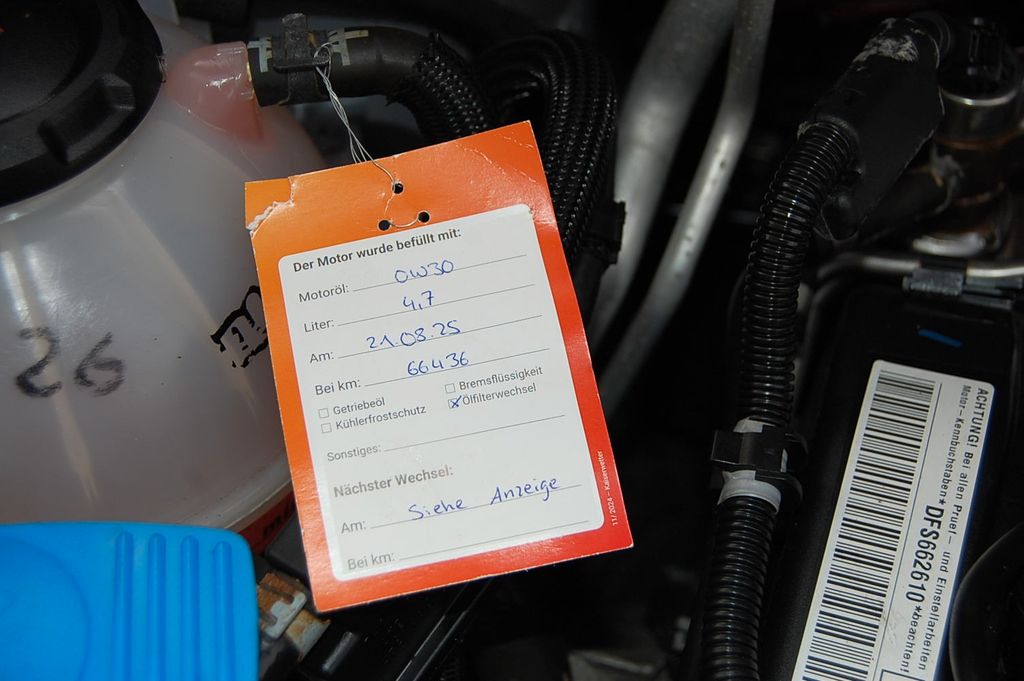 Der Motor wurde befüllt mit:
Motoröl: 0W30
Liter: 4,7
Am: 21.08.25
Bei km: 66436
Getriebeöl
Bremsflüssigkeit
Kühlerfrostschutz
Ölfilterwechsel
Sonstiges:
Nächster Wechsel:
Am: Siehe Anzeige
Bei km:
11/2024 – Kaiserwetter
26
ACHTUNG! Bei allen Pruef- und Einstellarbeiten
Motor-Kennbuchstaben*DFS662610*beachten!